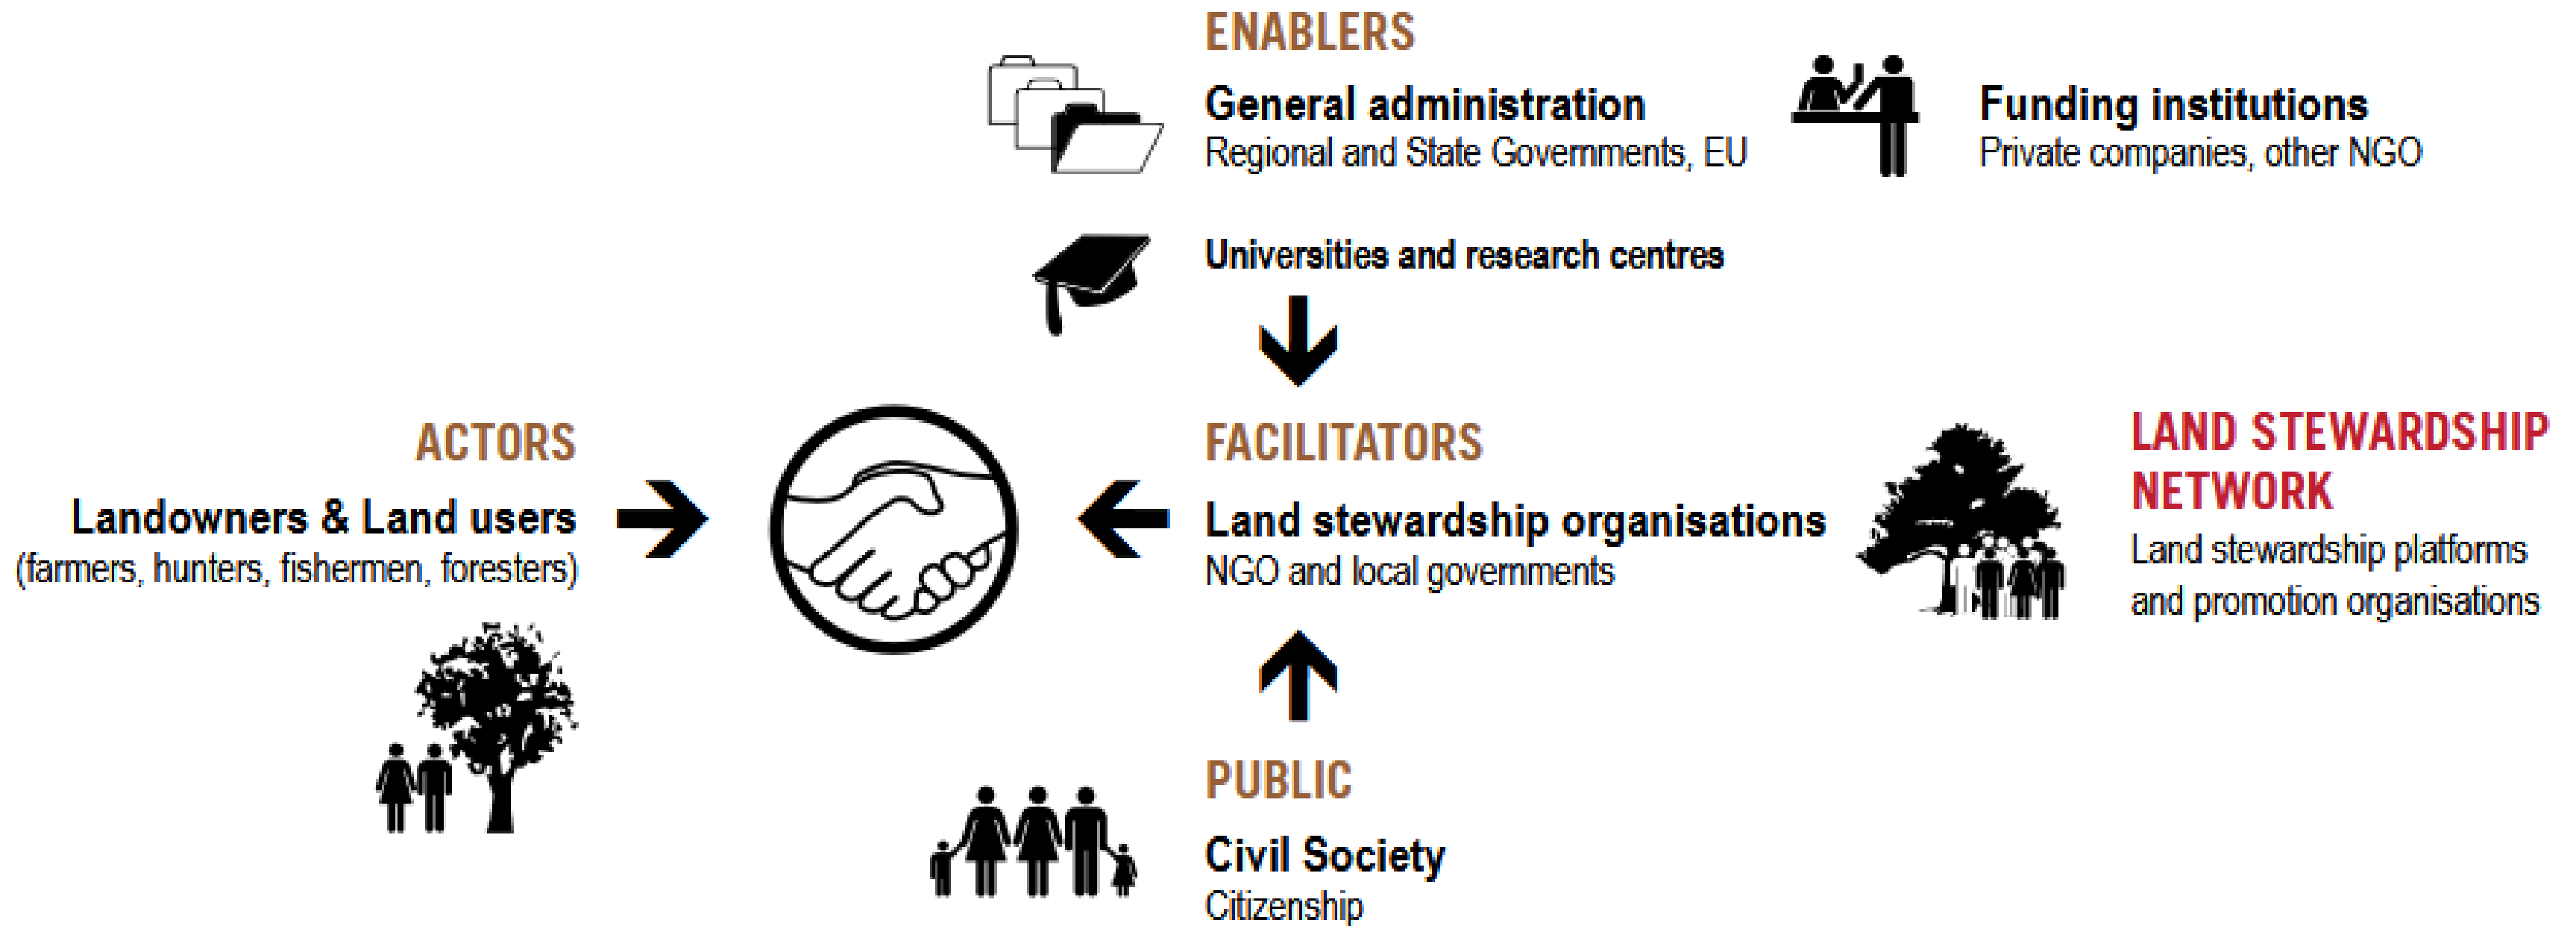 ENABLERS
General administration
Regional and State Governments, EU
Funding institutions
Private companies, other NGO
Universities and research centres
ACTORS
Landowners & Land users
(farmers, hunters, fishermen, foresters)
FACILITATORS
Land stewardship organisations
NGO and local governments
LAND STEWARDSHIP
NETWORK
Land stewardship platforms
and promotion organisations
PUBLIC
Civil Society
Citizenship